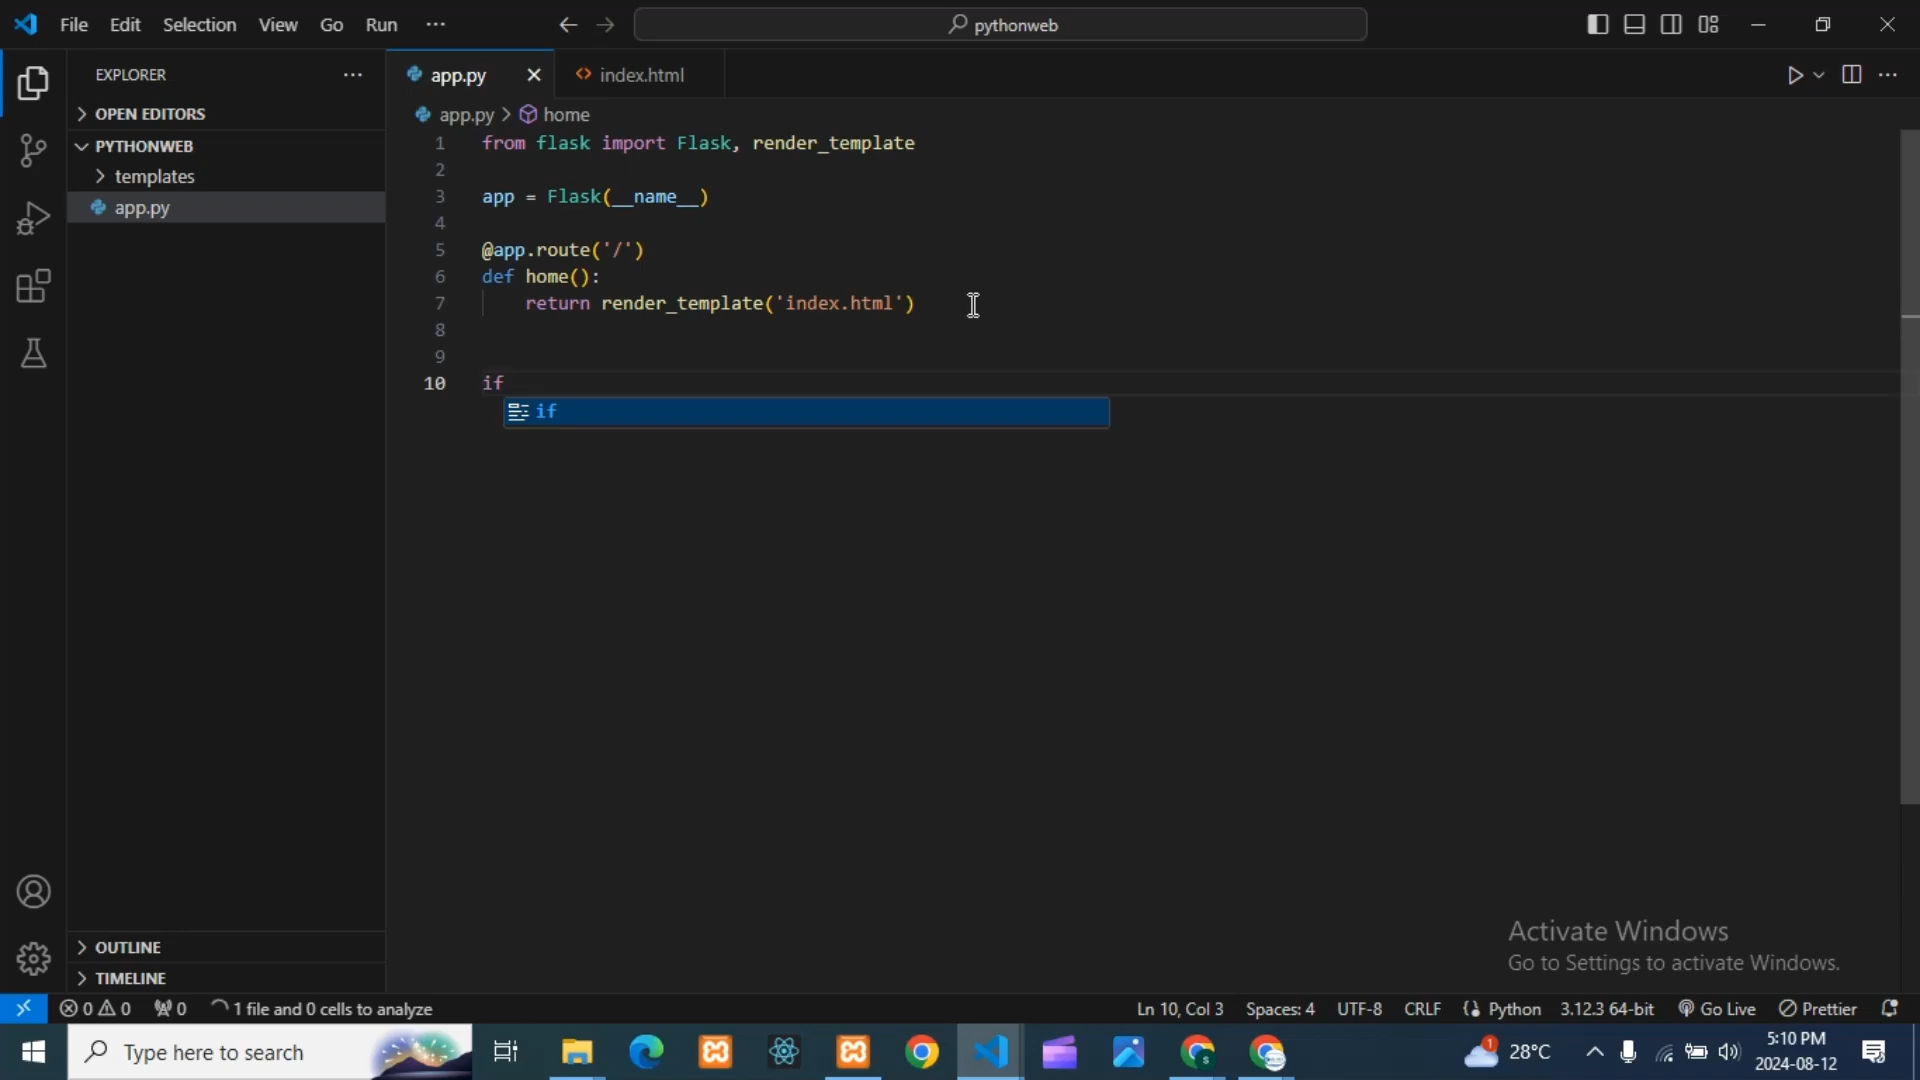 File Edit Selection View Go Run ···
pythonweb
EXPLORER
OPEN EDITORS
PYTHONWEB
templates
app.py
app.py index.html
app.py > home
1 from flask import Flask, render_template
2
3 app = Flask(__name__)
4
5 @app.route('/')
6 def home():
7 return render_template('index.html')
8
9
10 if
if
OUTLINE
TIMELINE
Activate Windows
Go to Settings to activate Windows.
0 0 0 1 file and 0 cells to analyze Ln 10, Col 3 Spaces: 4 UTF-8 CRLF Python 3.12.3 64-bit Go Live Prettier
Type here to search
1 28°C
5:10 PM
2024-08-12